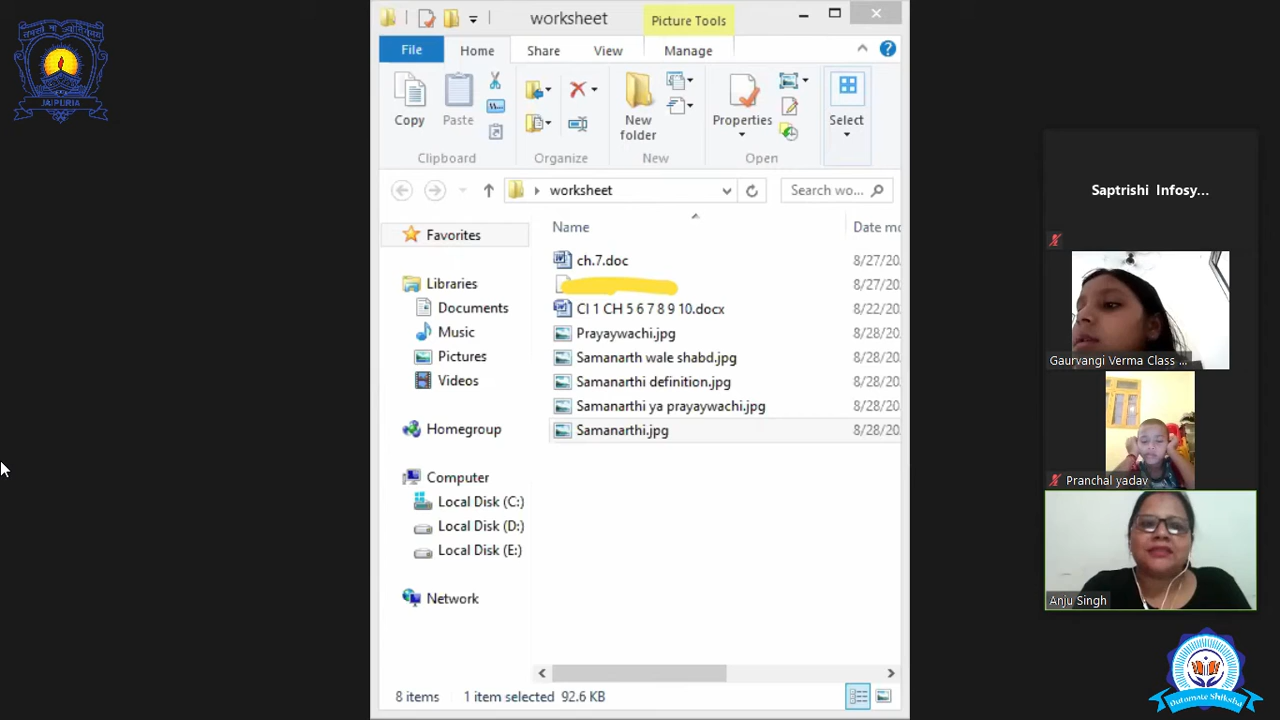 JAIPURIA
worksheet
Picture Tools
File
Home
Share
View
Manage
Copy
Paste
New folder
Properties
Select
Clipboard
Organize
New
Open
worksheet
Search wo...
Name
Date mo
Favorites
Libraries
Documents
Music
Pictures
Videos
Homegroup
Computer
Local Disk (C:)
Local Disk (D:)
Local Disk (E:)
Network
ch.7.doc 8/27/20
8/27/20
Cl 1 CH 5 6 7 8 9 10.docx 8/22/20
Prayaywachi.jpg 8/28/20
Samanarth wale shabd.jpg 8/28/20
Samanarthi definition.jpg 8/28/20
Samanarthi ya prayaywachi.jpg 8/28/20
Samanarthi.jpg 8/28/20
8 items 1 item selected 92.6 KB
Saptrishi Infosy...
Gaurvangi Verma Class ...
Pranchal yadav
Anju Singh
Automate Shiksha